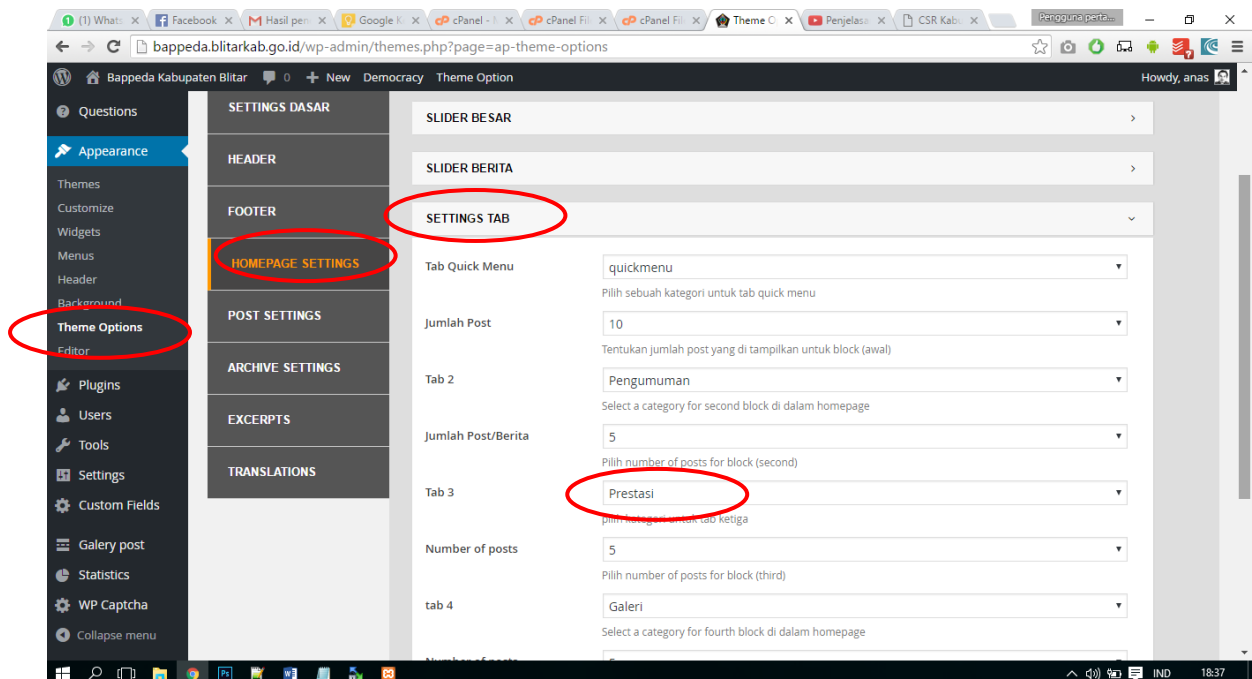 (1) Whats
Facebook
Hasil pen
Google K
cPanel - N
cPanel Fil
cPanel Fil
Theme O
Penjelasa
CSR Kabu
Pengguna perta...
bappeda.blitarkab.go.id/wp-admin/themes.php?page=ap-theme-options
Bappeda Kabupaten Blitar 0 + New Democracy Theme Option Howdy, anas
Questions
Appearance
Themes
Customize
Widgets
Menus
Header
Background
Theme Options
Editor
Plugins
Users
Tools
Settings
Custom Fields
Galery post
Statistics
WP Captcha
Collapse menu
SETTINGS DASAR
HEADER
FOOTER
HOMEPAGE SETTINGS
POST SETTINGS
ARCHIVE SETTINGS
EXCERPTS
TRANSLATIONS
SLIDER BESAR
SLIDER BERITA
SETTINGS TAB
Tab Quick Menu quickmenu
Pilih sebuah kategori untuk tab quick menu
Jumlah Post 10
Tentukan jumlah post yang di tampilkan untuk block (awal)
Tab 2 Pengumuman
Select a category for second block di dalam homepage
Jumlah Post/Berita 5
Pilih number of posts for block (second)
Tab 3 Prestasi
pilih kategori untuk tab ketiga
Number of posts 5
Pilih number of posts for block (third)
tab 4 Galeri
Select a category for fourth block di dalam homepage
Number of posts
IND 18:37